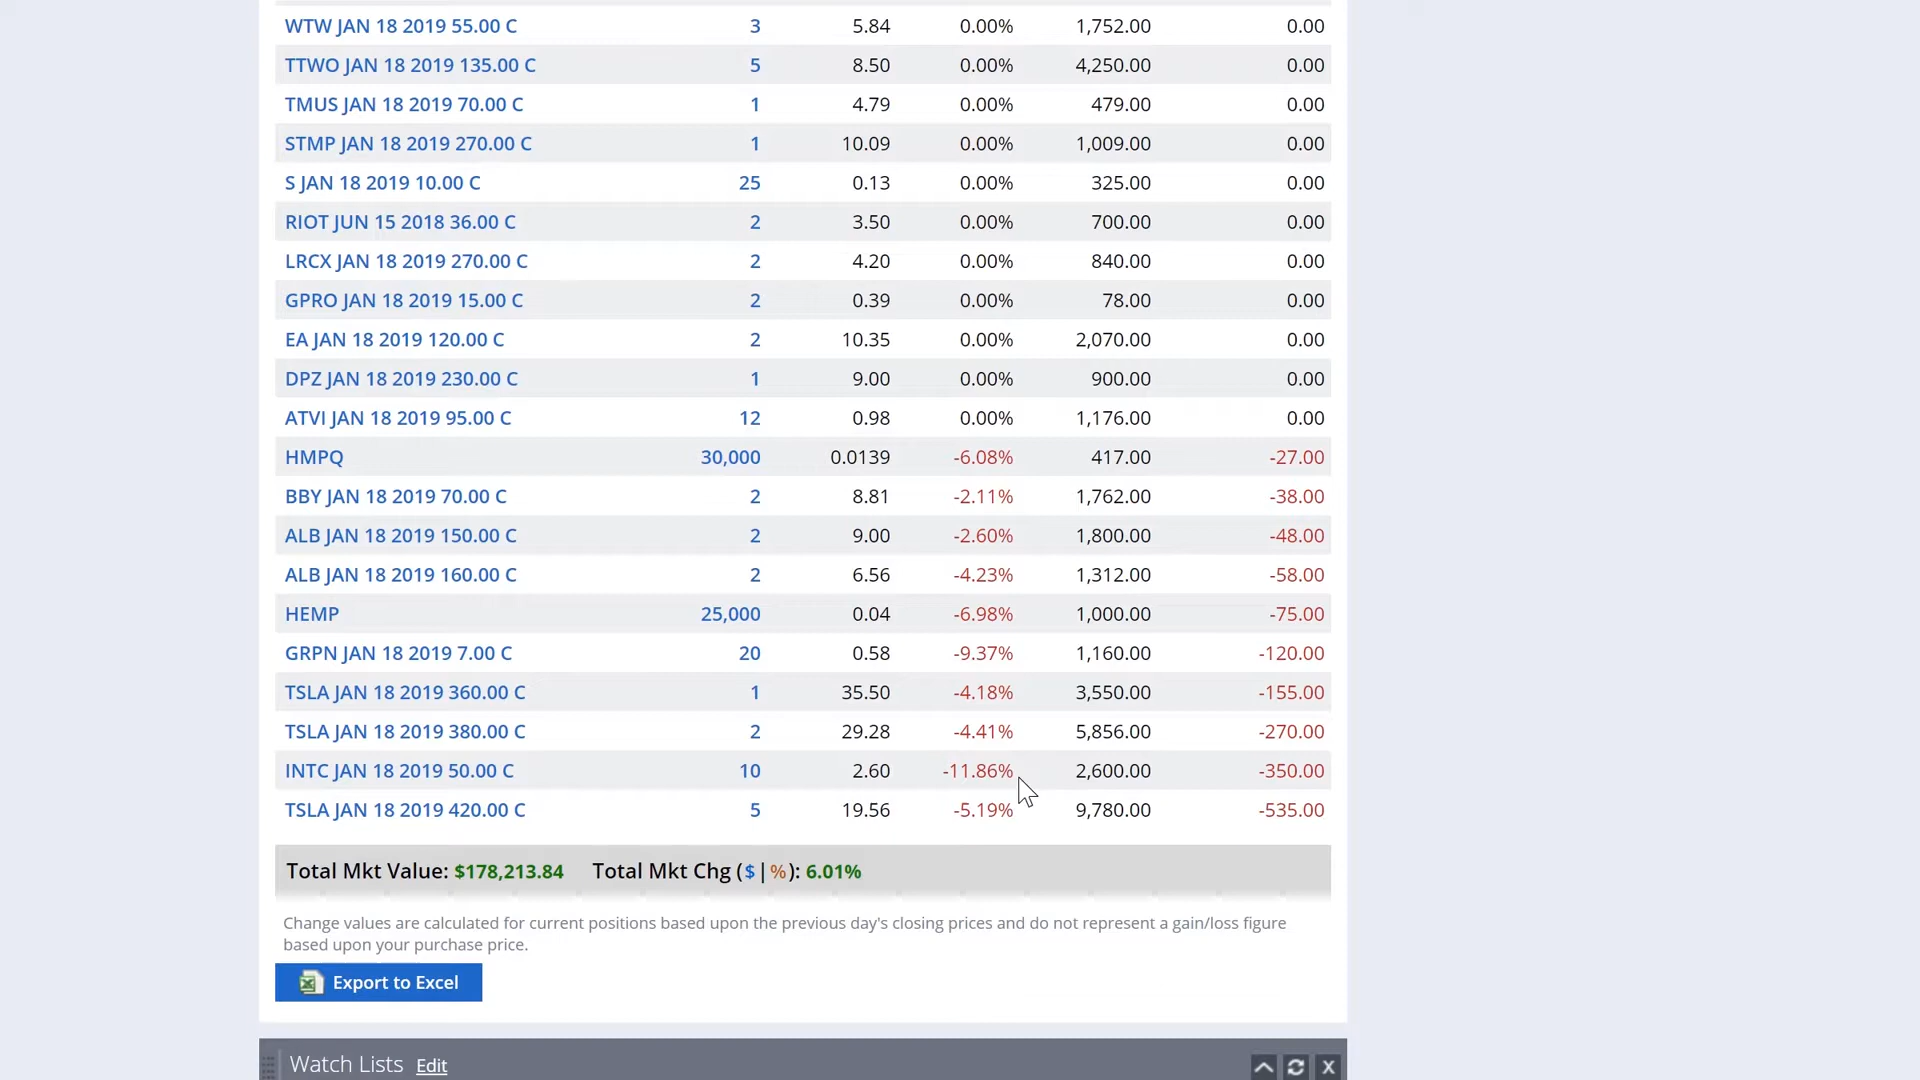 WTW JAN 18 2019 55.00 C 3 5.84 0.00% 1,752.00 0.00
TTWO JAN 18 2019 135.00 C 5 8.50 0.00% 4,250.00 0.00
TMUS JAN 18 2019 70.00 C 1 4.79 0.00% 479.00 0.00
STMP JAN 18 2019 270.00 C 1 10.09 0.00% 1,009.00 0.00
S JAN 18 2019 10.00 C 25 0.13 0.00% 325.00 0.00
RIOT JUN 15 2018 36.00 C 2 3.50 0.00% 700.00 0.00
LRCX JAN 18 2019 270.00 C 2 4.20 0.00% 840.00 0.00
GPRO JAN 18 2019 15.00 C 2 0.39 0.00% 78.00 0.00
EA JAN 18 2019 120.00 C 2 10.35 0.00% 2,070.00 0.00
DPZ JAN 18 2019 230.00 C 1 9.00 0.00% 900.00 0.00
ATVI JAN 18 2019 95.00 C 12 0.98 0.00% 1,176.00 0.00
HMPQ 30,000 0.0139 -6.08% 417.00 -27.00
BBY JAN 18 2019 70.00 C 2 8.81 -2.11% 1,762.00 -38.00
ALB JAN 18 2019 150.00 C 2 9.00 -2.60% 1,800.00 -48.00
ALB JAN 18 2019 160.00 C 2 6.56 -4.23% 1,312.00 -58.00
HEMP 25,000 0.04 -6.98% 1,000.00 -75.00
GRPN JAN 18 2019 7.00 C 20 0.58 -9.37% 1,160.00 -120.00
TSLA JAN 18 2019 360.00 C 1 35.50 -4.18% 3,550.00 -155.00
TSLA JAN 18 2019 380.00 C 2 29.28 -4.41% 5,856.00 -270.00
INTC JAN 18 2019 50.00 C 10 2.60 -11.86% 2,600.00 -350.00
TSLA JAN 18 2019 420.00 C 5 19.56 -5.19% 9,780.00 -535.00
Total Mkt Value: $178,213.84 Total Mkt Chg ($|%): 6.01%
Change values are calculated for current positions based upon the previous day's closing prices and do not represent a gain/loss figure
based upon your purchase price.
Export to Excel
Watch Lists Edit